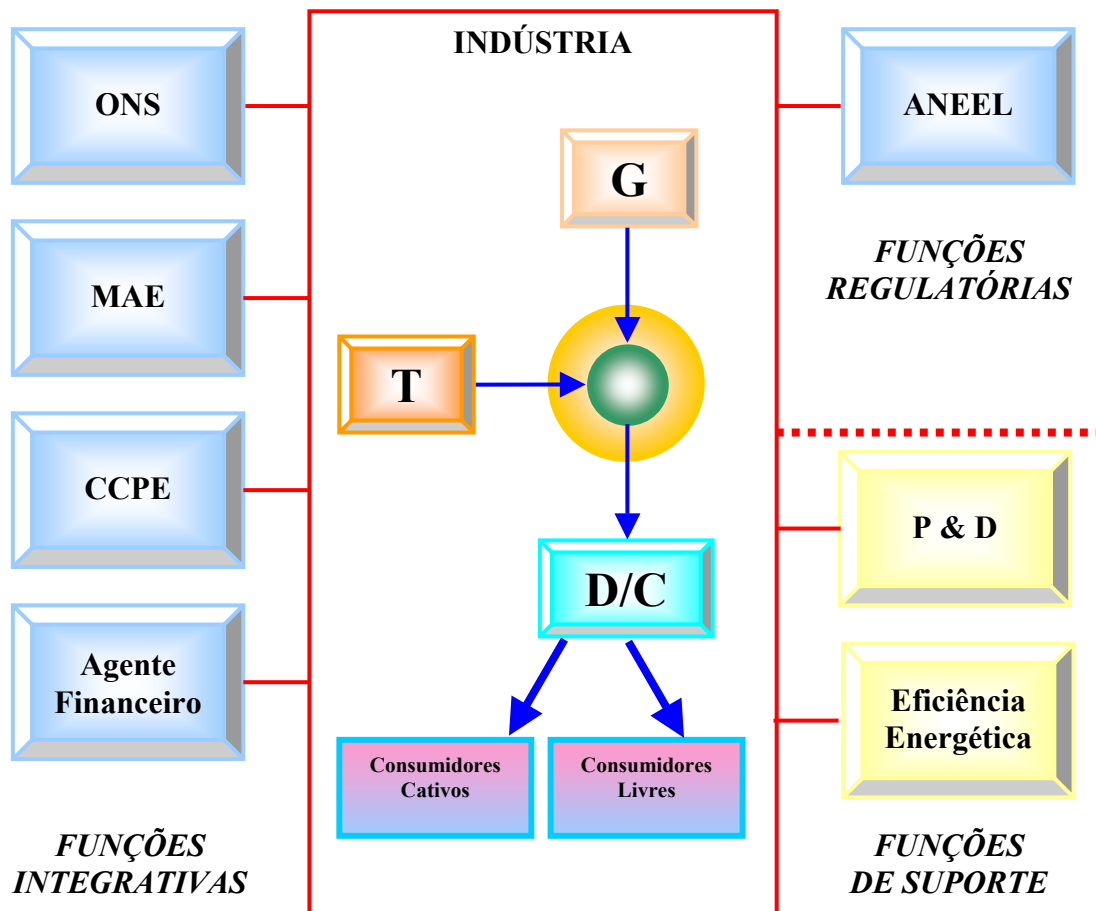 INDÚSTRIA
ONS
MAE
CCPE
Agente
Financeiro
FUNÇÕES
INTEGRATIVAS
G
T
D/C
Consumidores
Cativos
Consumidores
Livres
ANEEL
FUNÇÕES
REGULATÓRIAS
P & D
Eficiência
Energética
FUNÇÕES
DE SUPORTE